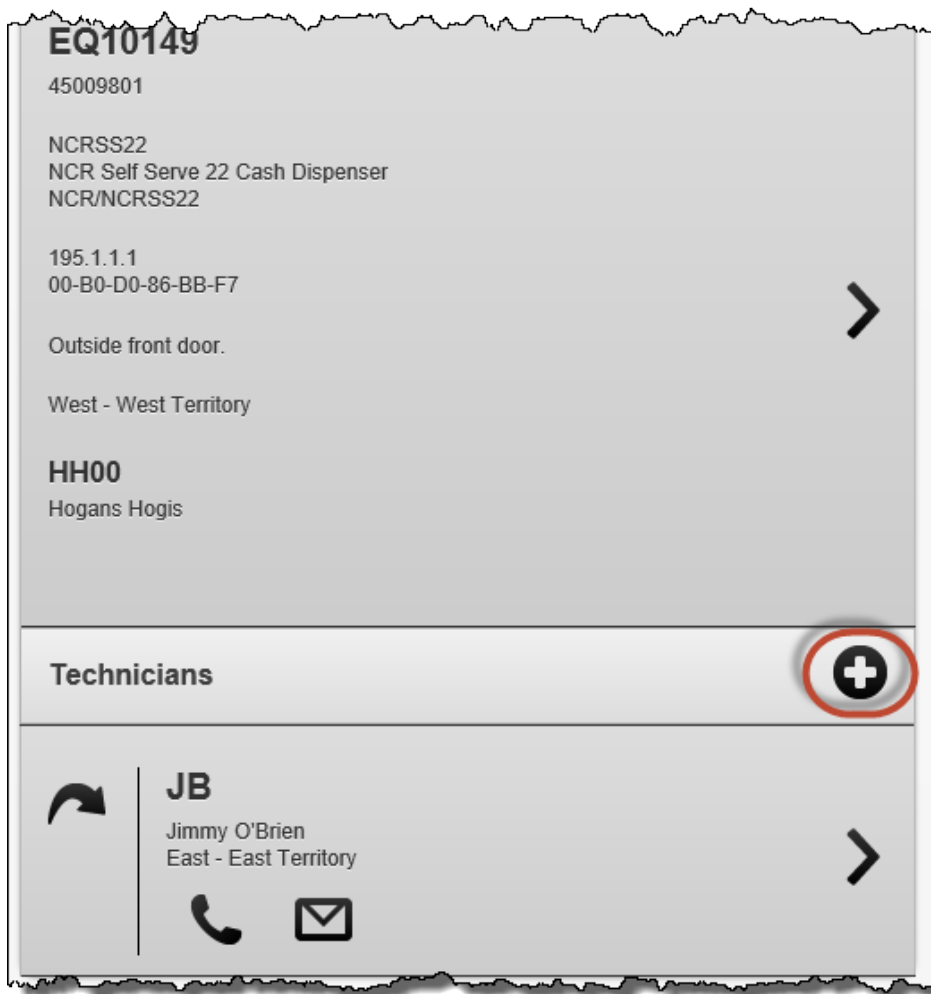 EQ10149
45009801
NCRSS22
NCR Self Serve 22 Cash Dispenser
NCR/NCRSS22
195.1.1.1
00-B0-D0-86-BB-F7
Outside front door.
West - West Territory
HH00
Hogans Hogis
Technicians
JB
Jimmy O'Brien
East - East Territory